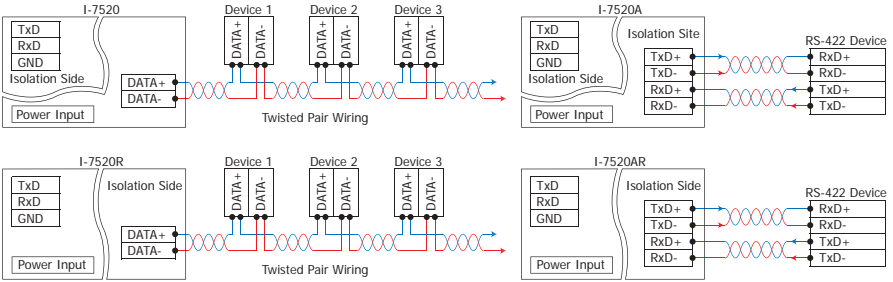 I-7520
TxD
RxD
GND
Isolation Side
Power Input
DATA+
DATA-
Device 1
DATA+
DATA-
Device 2
DATA+
DATA-
Device 3
DATA+
DATA-
Twisted Pair Wiring
I-7520A
TxD
RxD
GND
Isolation Side
Power Input
Isolation Site
TxD+
TxD-
RxD+
RxD-
RS-422 Device
RxD+
RxD-
TxD+
TxD-
I-7520R
TxD
RxD
GND
Isolation Side
Power Input
DATA+
DATA-
Device 1
DATA+
DATA-
Device 2
DATA+
DATA-
Device 3
DATA+
DATA-
Twisted Pair Wiring
I-7520AR
TxD
RxD
GND
Isolation Side
Power Input
TxD+
TxD-
RxD+
RxD-
RS-422 Device
RxD+
RxD-
TxD+
TxD-